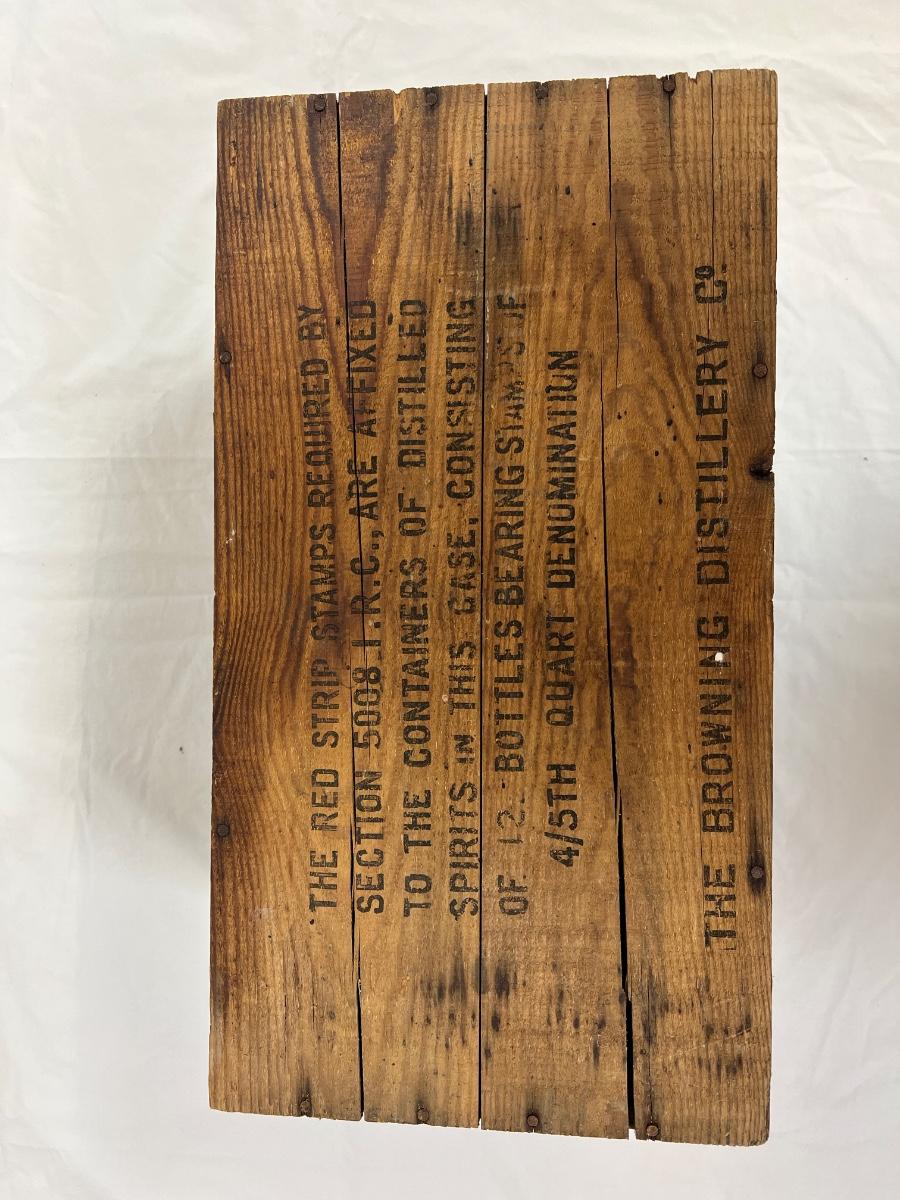 THE RED STRIP STAMPS REQUIRED BY
SECTION 5008 I.R.C., ARE AFFIXED
TO THE CONTAINERS OF DISTILLED
SPIRITS IN THIS CASE, CONSISTING
OF 12 BOTTLES BEARING STAMPS OF
4/5TH QUART DENOMINATION
THE BROWNING DISTILLERY Co.